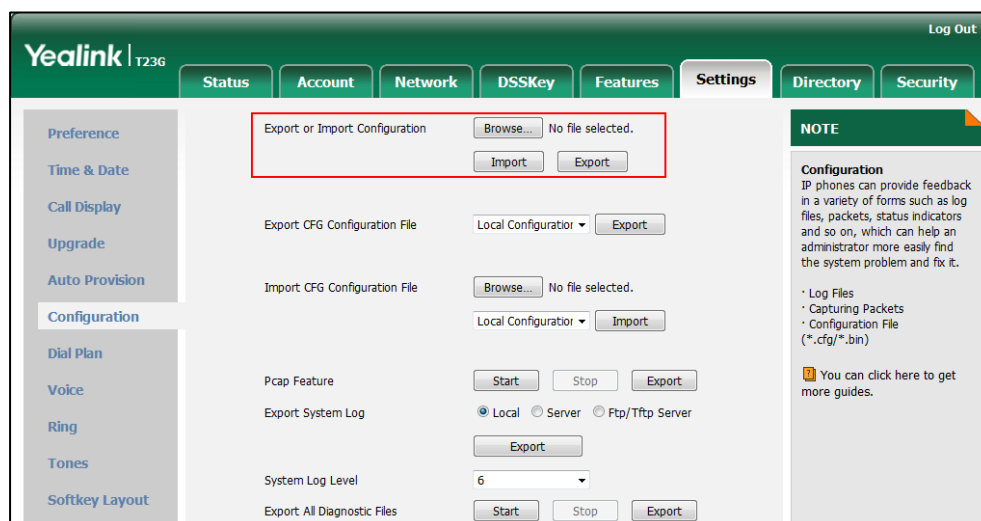 Log Out
Yealink T23G
Status Account Network DSSKey Features Settings Directory Security
Preference
Time & Date
Call Display
Upgrade
Auto Provision
Configuration
Dial Plan
Voice
Ring
Tones
Softkey Layout
Export or Import Configuration Browse... No file selected.
Import Export
Export CFG Configuration File Local Configuration Export
Import CFG Configuration File Browse... No file selected.
Local Configuration Import
Pcap Feature Start Stop Export
Export System Log Local Server Ftp/Tftp Server
Export
System Log Level 6
Export All Diagnostic Files Start Stop Export
NOTE
Configuration
IP phones can provide feedback
in a variety of forms such as log
files, packets, status indicators
and so on, which can help an
administrator more easily find
the system problem and fix it.
· Log Files
· Capturing Packets
· Configuration File
(*.cfg/*.bin)
You can click here to get
more guides.